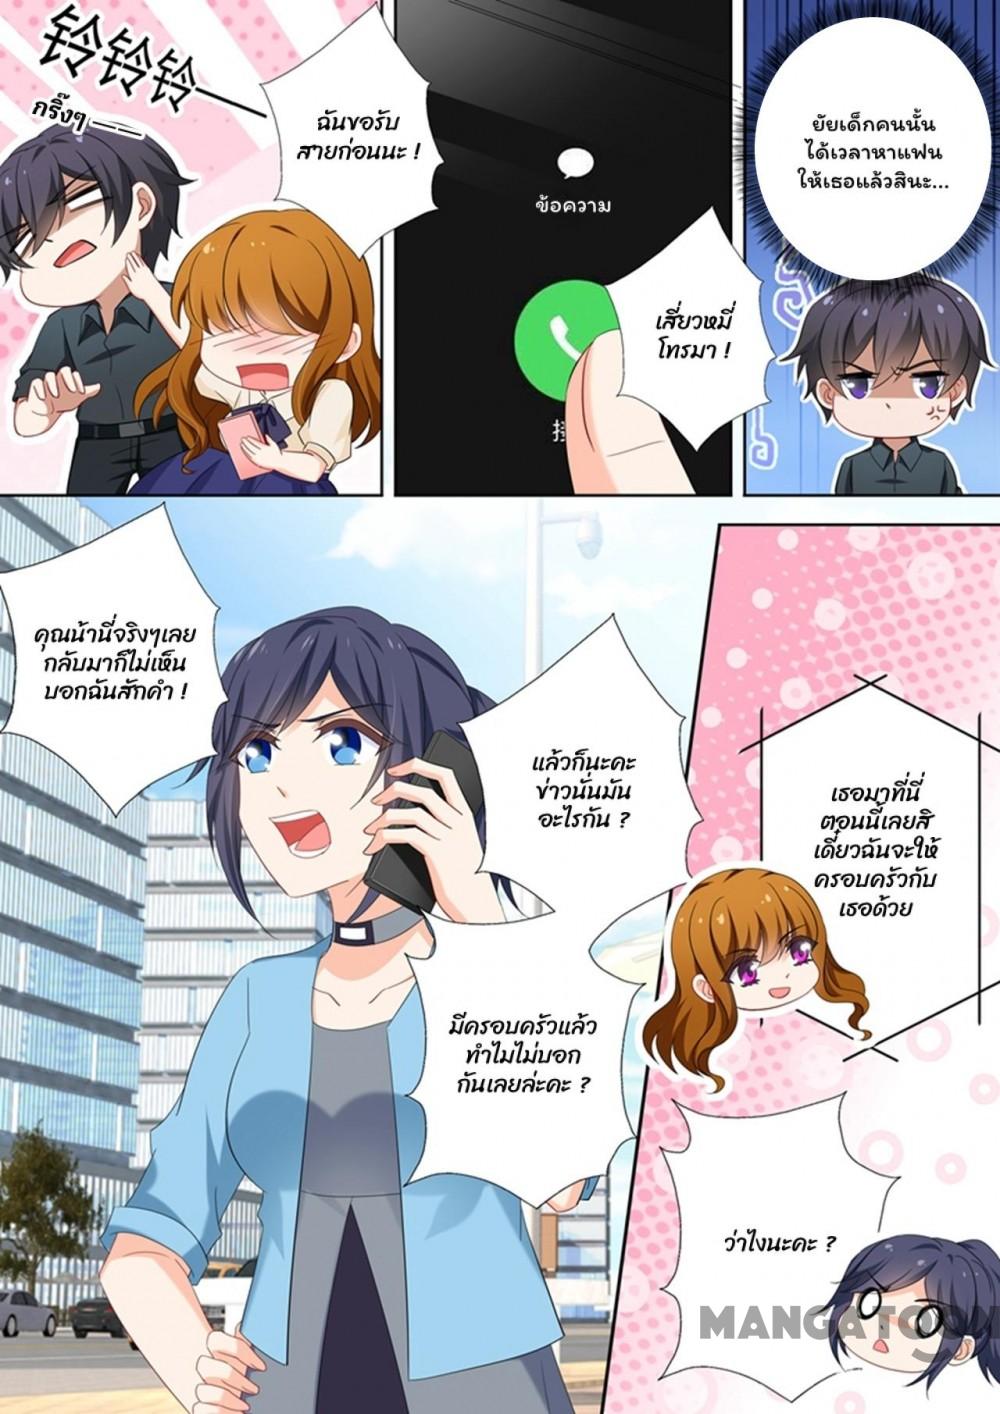 铃铃铃—
กริ๊งๆ ——
ฉันขอรับ
สายก่อนนะ !
ข้อความ
เสี่ยวหมี่
โทรมา !
ยัยเด็กคนนั้น
ได้เวลาหาแฟน
ให้เธอแล้วสินะ...
คุณน้านี่จริงๆเลย
กลับมาก็ไม่เห็น
บอกฉันสักคำ !
แล้วก็นะคะ
ข่าวนั่นมัน
อะไรกัน ?
มีครอบครัวแล้ว
ทำไมไม่บอก
กันเลยล่ะคะ ?
เธอมาที่นี่
ตอนนี้เลยสิ
เดี๋ยวฉันจะให้
ครอบครัวกับ
เธอด้วย
ว่าไงนะคะ ?
MANGATOON